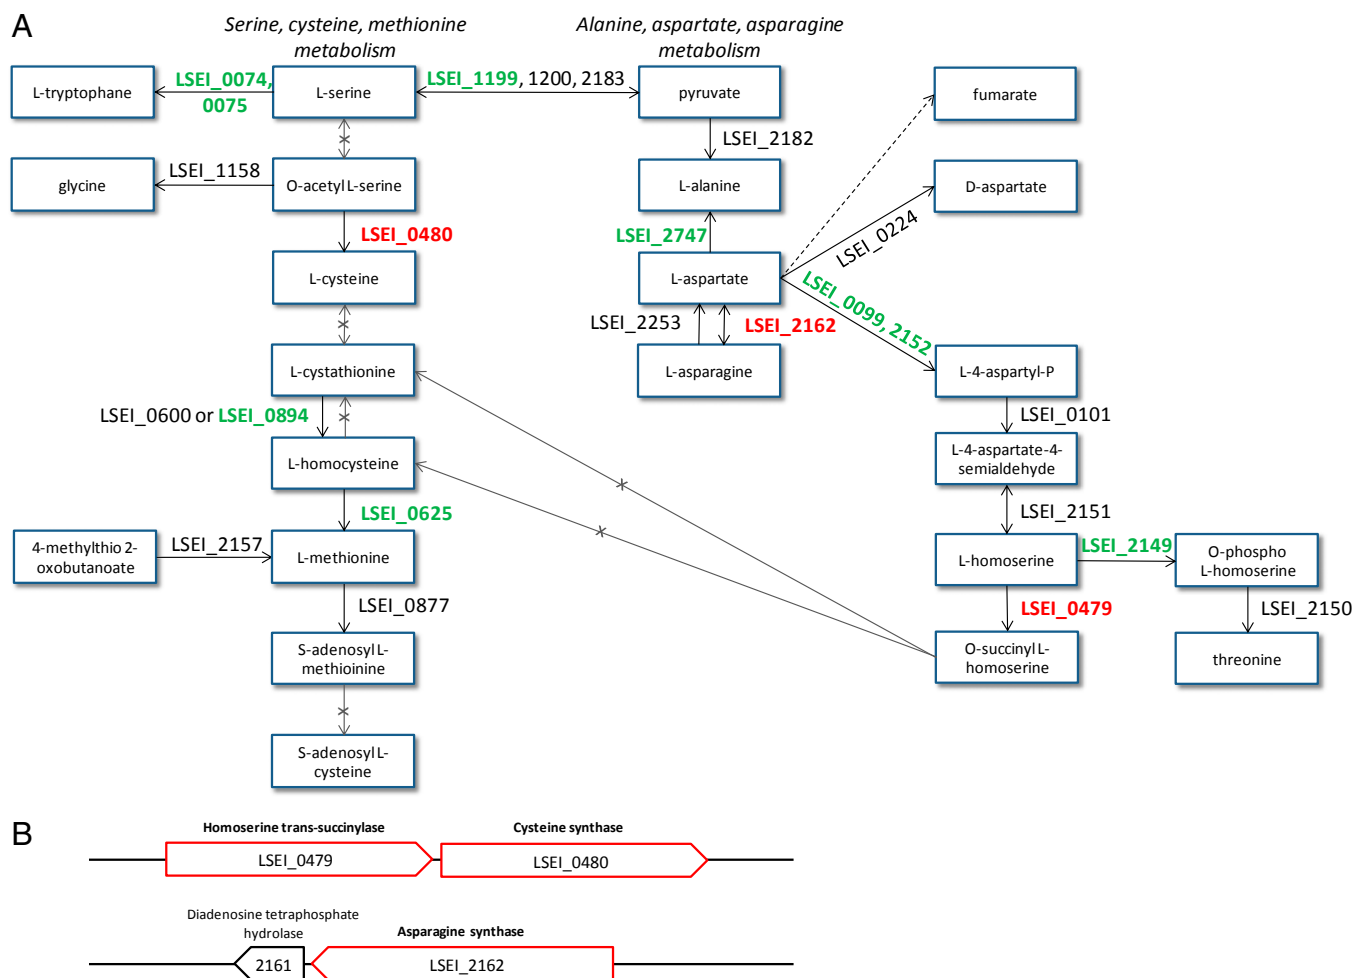 A
Serine, cysteine, methionine
metabolism
Alanine, aspartate, asparagine
metabolism
L-tryptophane
LSEI_0074,
0075
L-serine
LSEI_1199, 1200, 2183
pyruvate
fumarate
LSEI_2182
glycine
LSEI_1158
O-acetyl L-serine
L-alanine
D-aspartate
LSEI_0480
LSEI_2747
LSEI_0224
L-cysteine
L-aspartate
LSEI_0099, 2152
LSEI_2253
LSEI_2162
L-cystathionine
L-asparagine
L-4-aspartyl-P
LSEI_0600 or LSEI_0894
LSEI_0101
L-homocysteine
L-4-aspartate-4-
semialdehyde
LSEI_0625
LSEI_2151
4-methylthio 2-
oxobutanoate
LSEI_2157
L-methionine
L-homoserine
LSEI_2149
O-phospho
L-homoserine
LSEI_0877
LSEI_0479
LSEI_2150
S-adenosyl L-
methioinine
O-succinyl L-
homoserine
threonine
S-adenosyl L-
cysteine
B
Homoserine trans-succinylase
Cysteine synthase
LSEI_0479
LSEI_0480
Diadenosine tetraphosphate
hydrolase
Asparagine synthase
2161
LSEI_2162